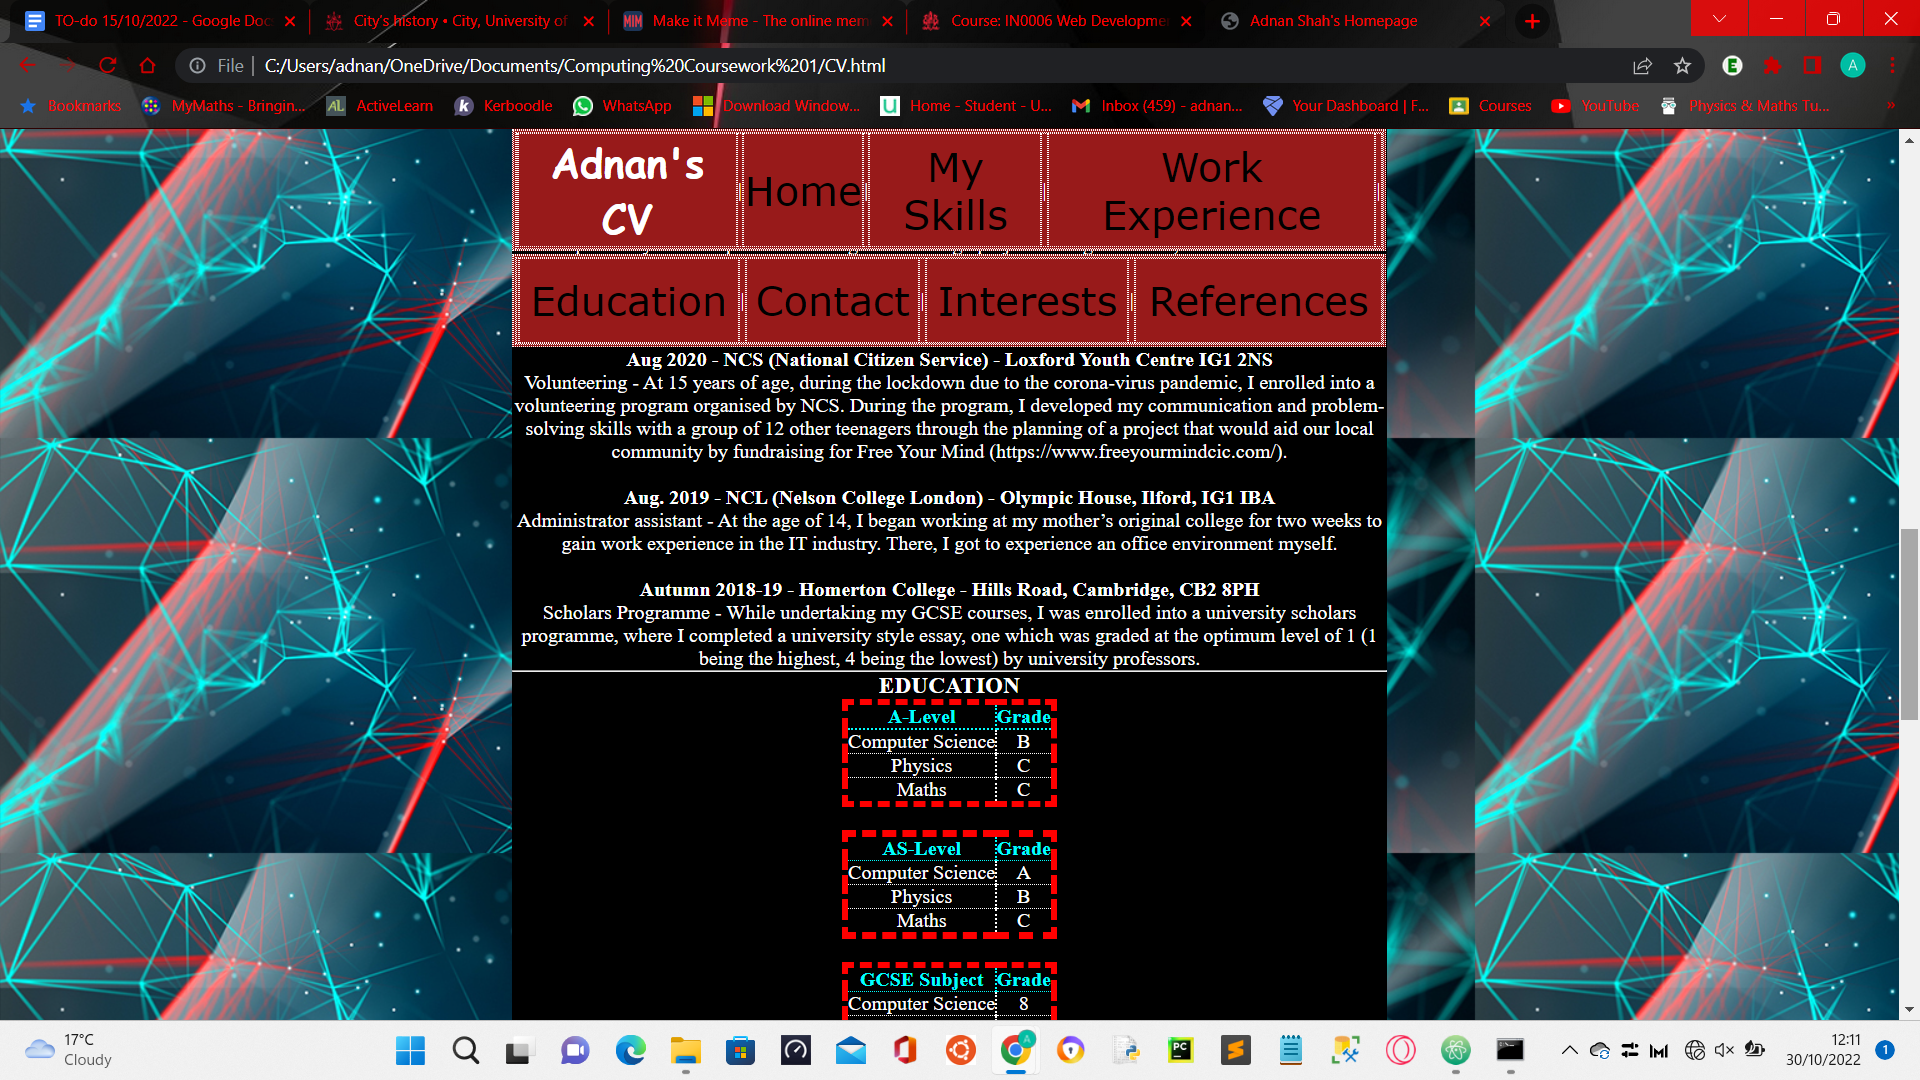 TO-do 15/10/2022 - Google Doc
City's history • City, University of
Make it Meme - The online mem
Course: IN0006 Web Developme
Adnan Shah's Homepage
File
C:/Users/adnan/OneDrive/Documents/Computing%20Coursework%201/CV.html
A
Bookmarks
MyMaths - Bringin...
ActiveLearn
Kerboodle
WhatsApp
Download Window...
Home - Student - U...
Inbox (459) - adnan...
Your Dashboard | F...
Courses
YouTube
Physics & Maths Tu...
Adnan's
CV
Home
My
Skills
Work
Experience
Education
Contact
Interests
References
Aug 2020 - NCS (National Citizen Service) - Loxford Youth Centre IG1 2NS
Volunteering - At 15 years of age, during the lockdown due to the corona-virus pandemic, I enrolled into a
volunteering program organised by NCS. During the program, I developed my communication and problem-
solving skills with a group of 12 other teenagers through the planning of a project that would aid our local
community by fundraising for Free Your Mind (https://www.freeyourmindcic.com/).
Aug. 2019 - NCL (Nelson College London) - Olympic House, Ilford, IG1 IBA
Administrator assistant - At the age of 14, I began working at my mother’s original college for two weeks to
gain work experience in the IT industry. There, I got to experience an office environment myself.
Autumn 2018-19 - Homerton College - Hills Road, Cambridge, CB2 8PH
Scholars Programme - While undertaking my GCSE courses, I was enrolled into a university scholars
programme, where I completed a university style essay, one which was graded at the optimum level of 1 (1
being the highest, 4 being the lowest) by university professors.
EDUCATION
A-Level Grade
Computer Science B
Physics C
Maths C
AS-Level Grade
Computer Science A
Physics B
Maths C
GCSE Subject Grade
Computer Science 8
17°C
Cloudy
12:11
30/10/2022
1